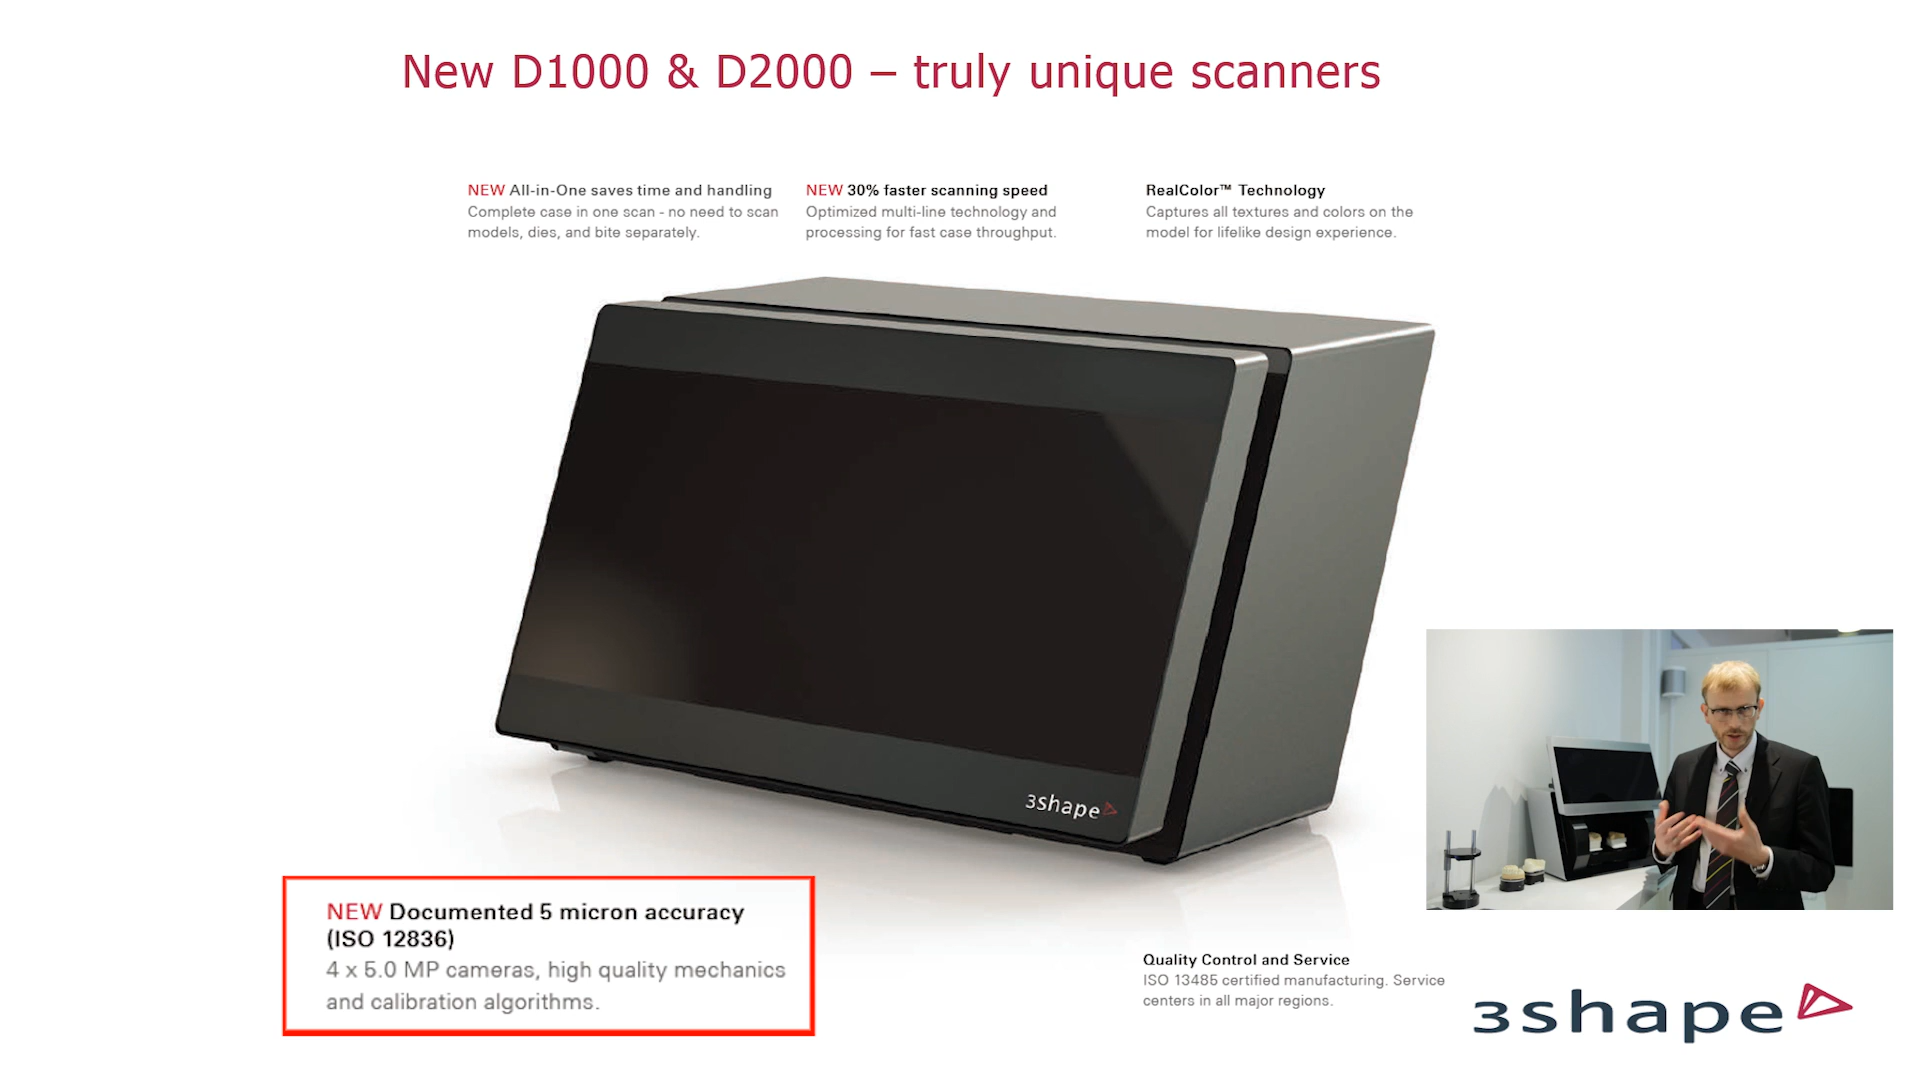 New D1000 & D2000 – truly unique scanners
NEW All-in-One saves time and handling
Complete case in one scan - no need to scan
models, dies, and bite separately.
NEW 30% faster scanning speed
Optimized multi-line technology and
processing for fast case throughput.
RealColor™ Technology
Captures all textures and colors on the
model for lifelike design experience.
3shape
NEW Documented 5 micron accuracy
(ISO 12836)
4 x 5.0 MP cameras, high quality mechanics
and calibration algorithms.
Quality Control and Service
ISO 13485 certified manufacturing. Service
centers in all major regions.
3shape